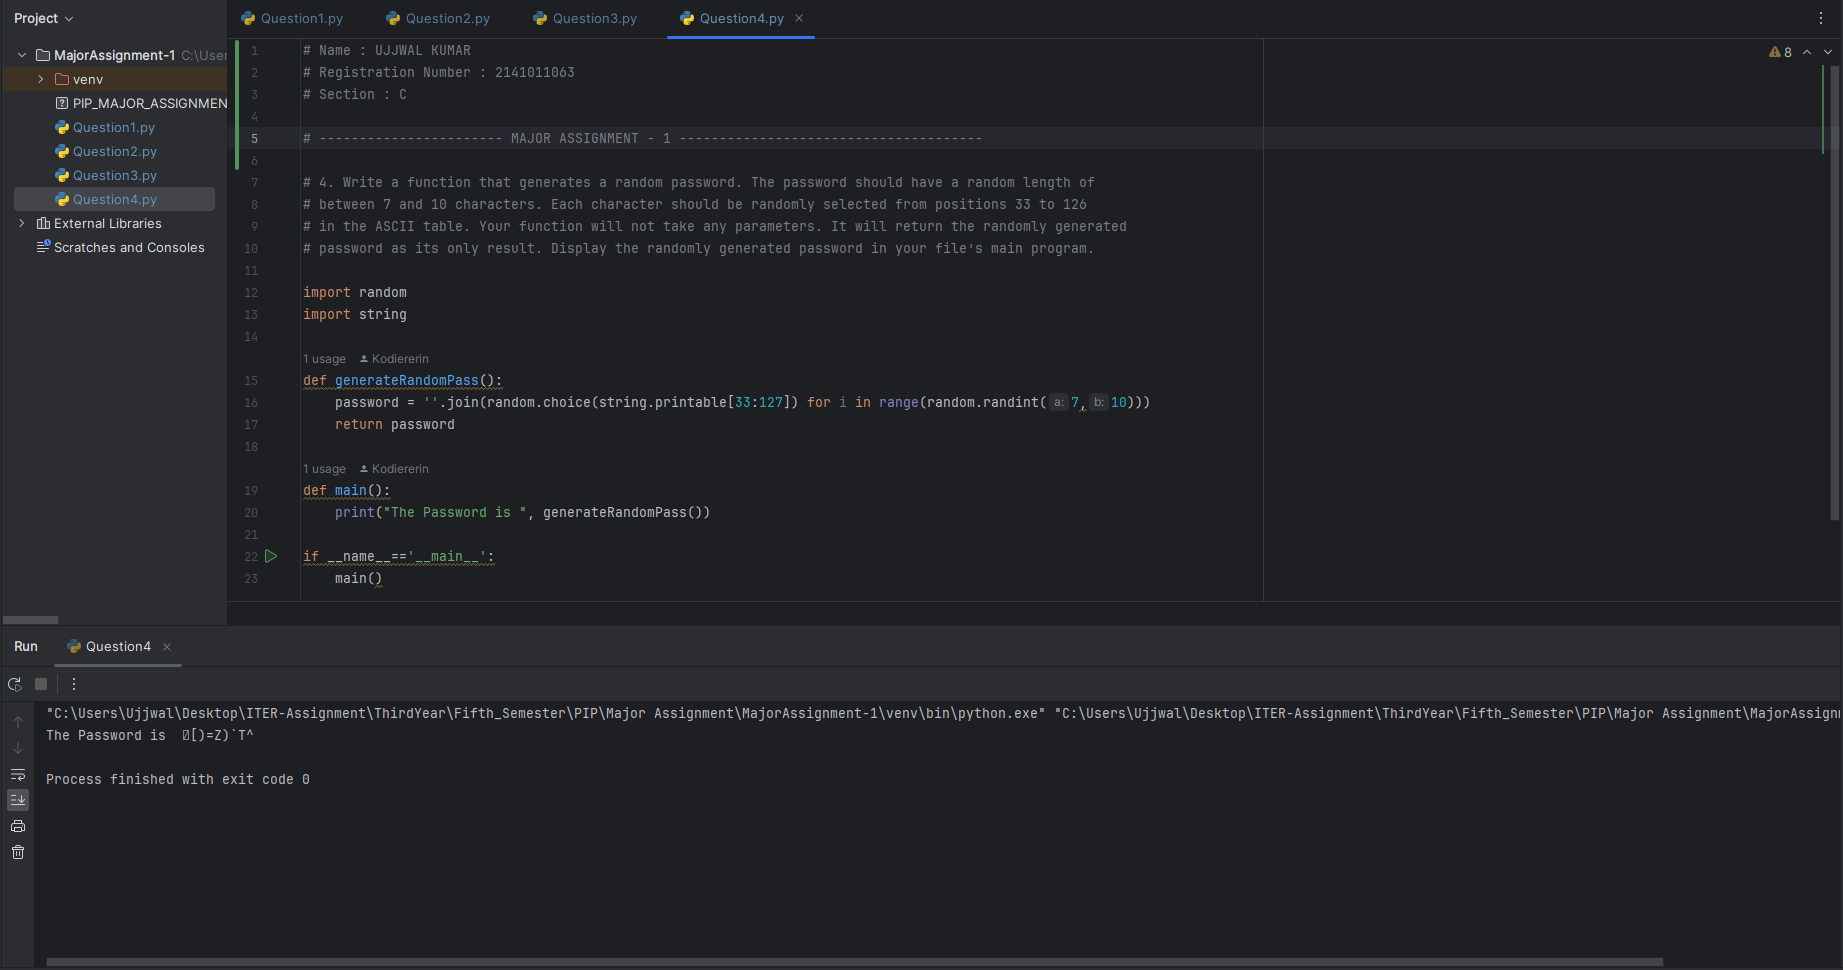 Project
Question1.py
Question2.py
Question3.py
Question4.py
MajorAssignment-1 C:\User
venv
PIP_MAJOR_ASSIGNMEN
Question1.py
Question2.py
Question3.py
Question4.py
External Libraries
Scratches and Consoles
8
1 # Name : UJJWAL KUMAR
2 # Registration Number : 2141011063
3 # Section : C
4
5 # ----------------------- MAJOR ASSIGNMENT - 1 --------------------------------------
6
7 # 4. Write a function that generates a random password. The password should have a random length of
8 # between 7 and 10 characters. Each character should be randomly selected from positions 33 to 126
9 # in the ASCII table. Your function will not take any parameters. It will return the randomly generated
10 # password as its only result. Display the randomly generated password in your file’s main program.
11
12 import random
13 import string
14
1 usage Kodiererin
15 def generateRandomPass():
16     password = ''.join(random.choice(string.printable[33:127]) for i in range(random.randint( a: 7, b: 10)))
17     return password
18
1 usage Kodiererin
19 def main():
20     print("The Password is ", generateRandomPass())
21
22 if __name__=='__main__':
23     main()
Run
Question4
"C:\Users\Ujjwal\Desktop\ITER-Assignment\ThirdYear\Fifth_Semester\PIP\Major Assignment\MajorAssignment-1\venv\bin\python.exe" "C:\Users\Ujjwal\Desktop\ITER-Assignment\ThirdYear\Fifth_Semester\PIP\Major Assignment\MajorAssignm
The Password is  [)=Z)`T^
Process finished with exit code 0